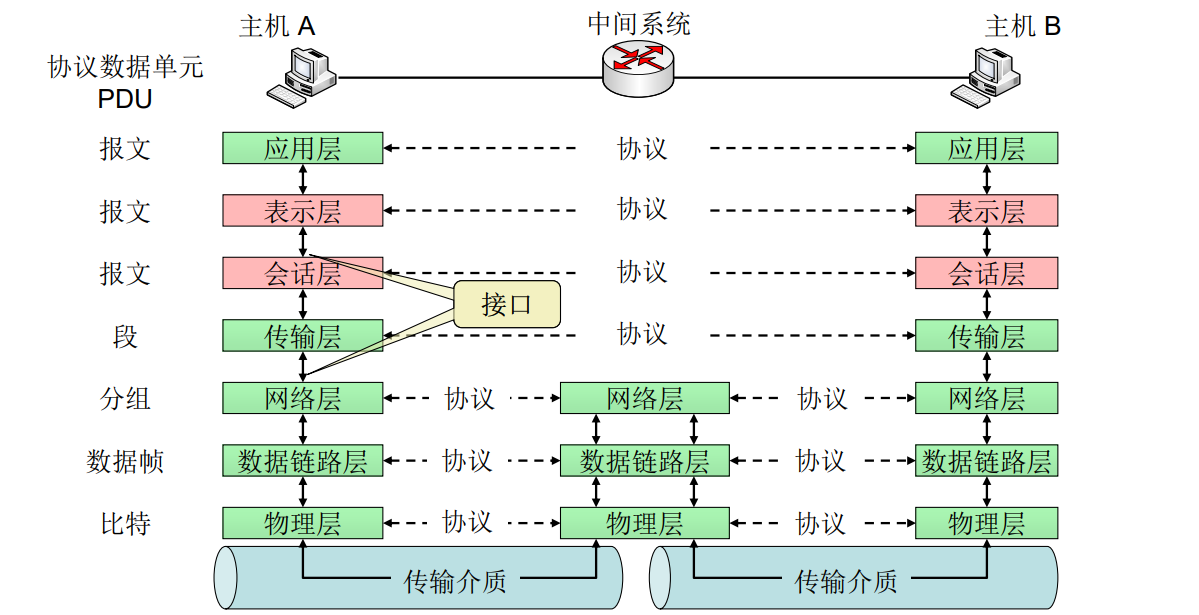 主机 A
中间系统
主机 B
协议数据单元
PDU
报文
应用层
协议
应用层
报文
表示层
协议
表示层
报文
会话层
协议
会话层
接口
段
传输层
协议
传输层
分组
网络层
协议
网络层
协议
网络层
数据帧
数据链路层
协议
数据链路层
协议
数据链路层
比特
物理层
协议
物理层
协议
物理层
传输介质
传输介质